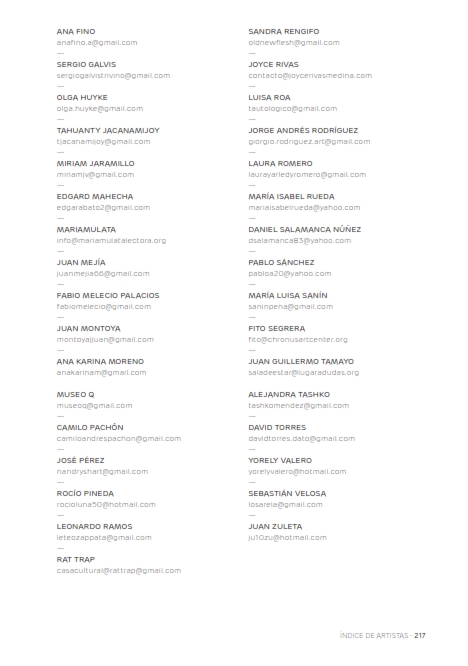 ANA FINO
anafino.a@gmail.com
—
SERGIO GALVIS
sergiogalvistrivino@gmail.com
—
OLGA HUYKE
olga.huyke@gmail.com
—
TAHUANTY JACANAMIJOY
tjacanamijoy@gmail.com
—
MIRIAM JARAMILLO
miriamjv@gmail.com
—
EDGARD MAHECHA
edgarabato2@gmail.com
—
MARIAMULATA
info@mariamulatalectora.org
—
JUAN MEJÍA
juanmejia66@gmail.com
—
FABIO MELECIO PALACIOS
fabiomelecio@gmail.com
—
JUAN MONTOYA
montoyajjuan@gmail.com
—
ANA KARINA MORENO
anakarinam@gmail.com
MUSEO Q
museoq@gmail.com
—
CAMILO PACHÓN
camiloandrespachon@gmail.com
—
JOSÉ PÉREZ
nandryshart@gmail.com
—
ROCÍO PINEDA
rocioluna50@hotmail.com
—
LEONARDO RAMOS
leteozappata@gmail.com
—
RAT TRAP
casacultural@rattrap@gmail.com
SANDRA RENGIFO
oldnewflesh@gmail.com
—
JOYCE RIVAS
contacto@joycerivasmedina.com
—
LUISA ROA
tautologico@gmail.com
—
JORGE ANDRÉS RODRÍGUEZ
giorgio.rodriguez.art@gmail.com
—
LAURA ROMERO
laurayarledyromero@gmail.com
—
MARÍA ISABEL RUEDA
mariaisabelrueda@yahoo.com
—
DANIEL SALAMANCA NÚÑEZ
dsalamanca83@yahoo.com
—
PABLO SÁNCHEZ
pabloa20@yahoo.com
—
MARÍA LUISA SANÍN
saninpena@gmail.com
—
FITO SEGRERA
fito@chronusartcenter.org
—
JUAN GUILLERMO TAMAYO
saladeestar@lugaradudas.org
ALEJANDRA TASHKO
tashkomendez@gmail.com
—
DAVID TORRES
davidtorres.dato@gmail.com
—
YORELY VALERO
yorelyvalero@hotmail.com
—
SEBASTIÁN VELOSA
losareia@gmail.com
—
JUAN ZULETA
ju10zu@hotmail.com
ÍNDICE DE ARTISTAS · 217